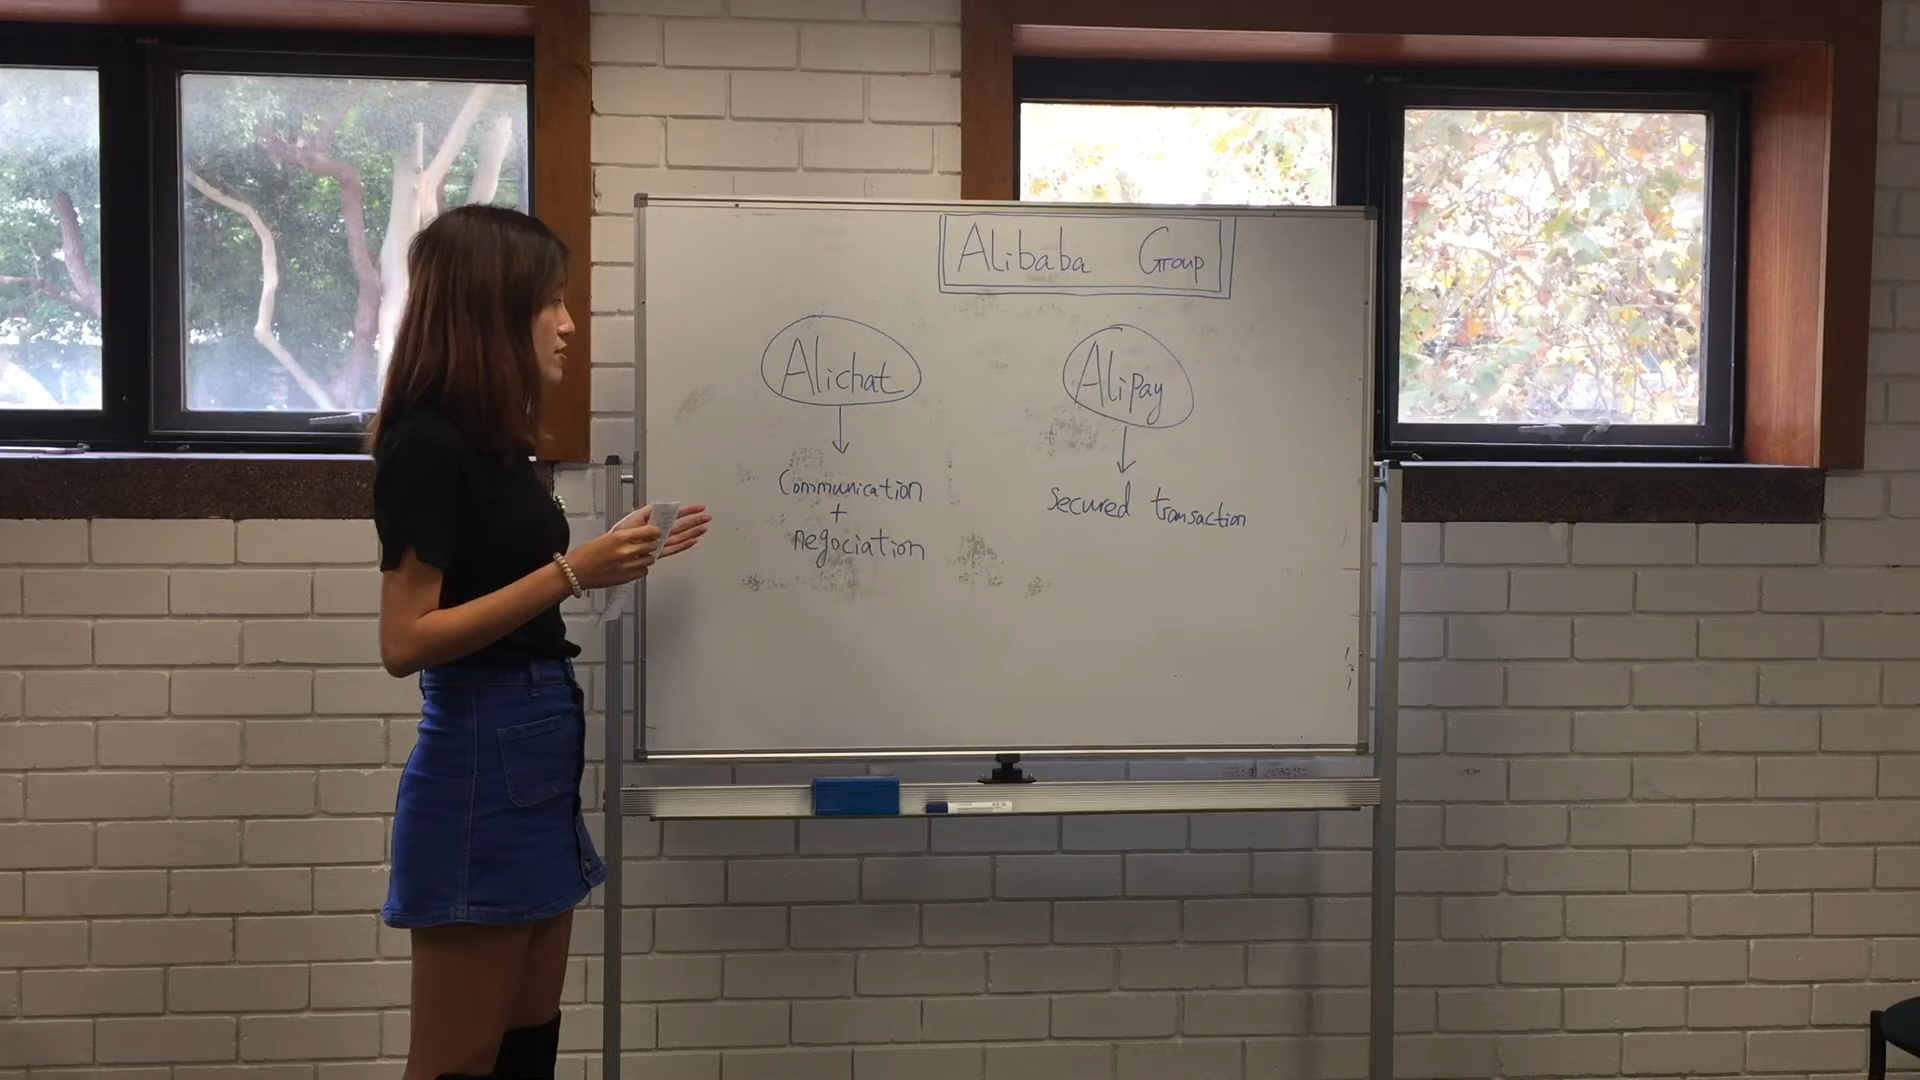 Alibaba Group
Alichat
Alipay
Communication
+
negociation
secured transaction